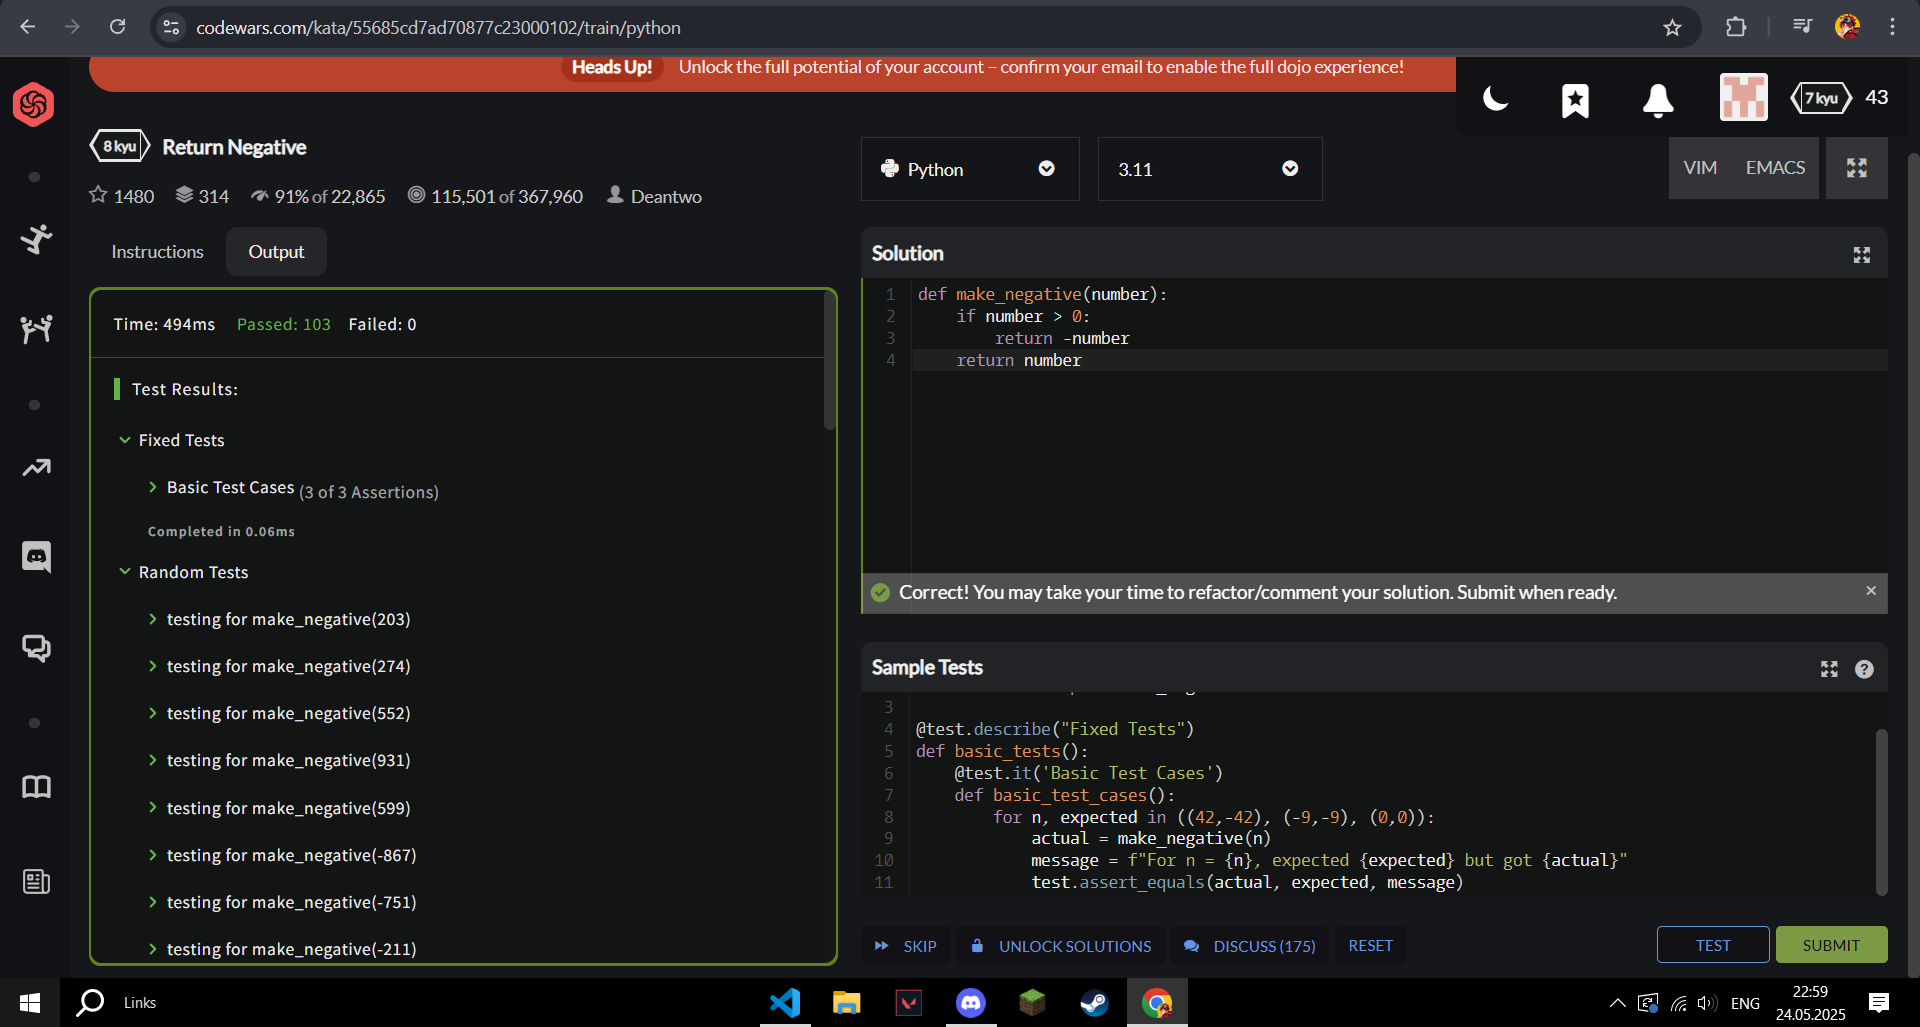 codewars.com/kata/55685cd7ad70877c23000102/train/python
Heads Up! Unlock the full potential of your account – confirm your email to enable the full dojo experience!
7 kyu 43
8 kyu Return Negative
1480 314 91% of 22,865 115,501 of 367,960 Deantwo
Python
3.11
VIM EMACS
Instructions Output
Time: 494ms Passed: 103 Failed: 0
Test Results:
Fixed Tests
Basic Test Cases (3 of 3 Assertions)
Completed in 0.06ms
Random Tests
testing for make_negative(203)
testing for make_negative(274)
testing for make_negative(552)
testing for make_negative(931)
testing for make_negative(599)
testing for make_negative(-867)
testing for make_negative(-751)
testing for make_negative(-211)
Solution
1 def make_negative(number):
2     if number > 0:
3         return -number
4     return number
Correct! You may take your time to refactor/comment your solution. Submit when ready.
Sample Tests
3
4 @test.describe("Fixed Tests")
5 def basic_tests():
6     @test.it('Basic Test Cases')
7     def basic_test_cases():
8         for n, expected in ((42,-42), (-9,-9), (0,0)):
9             actual = make_negative(n)
10             message = f"For n = {n}, expected {expected} but got {actual}"
11             test.assert_equals(actual, expected, message)
SKIP UNLOCK SOLUTIONS DISCUSS (175) RESET TEST SUBMIT
Links
ENG
22:59
24.05.2025